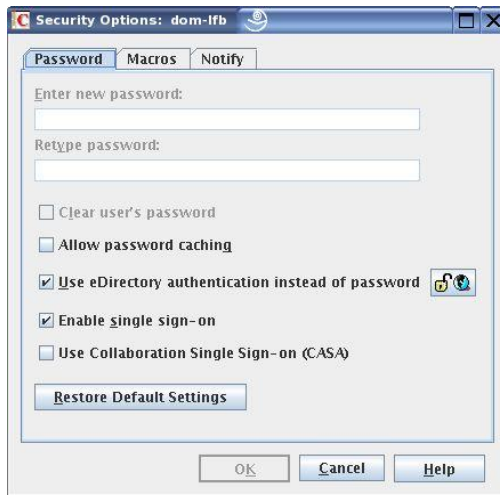 Security Options: dom-lfb
Password Macros Notify
Enter new password:
Retype password:
Clear user's password
Allow password caching
Use eDirectory authentication instead of password
Enable single sign-on
Use Collaboration Single Sign-on (CASA)
Restore Default Settings
OK Cancel Help